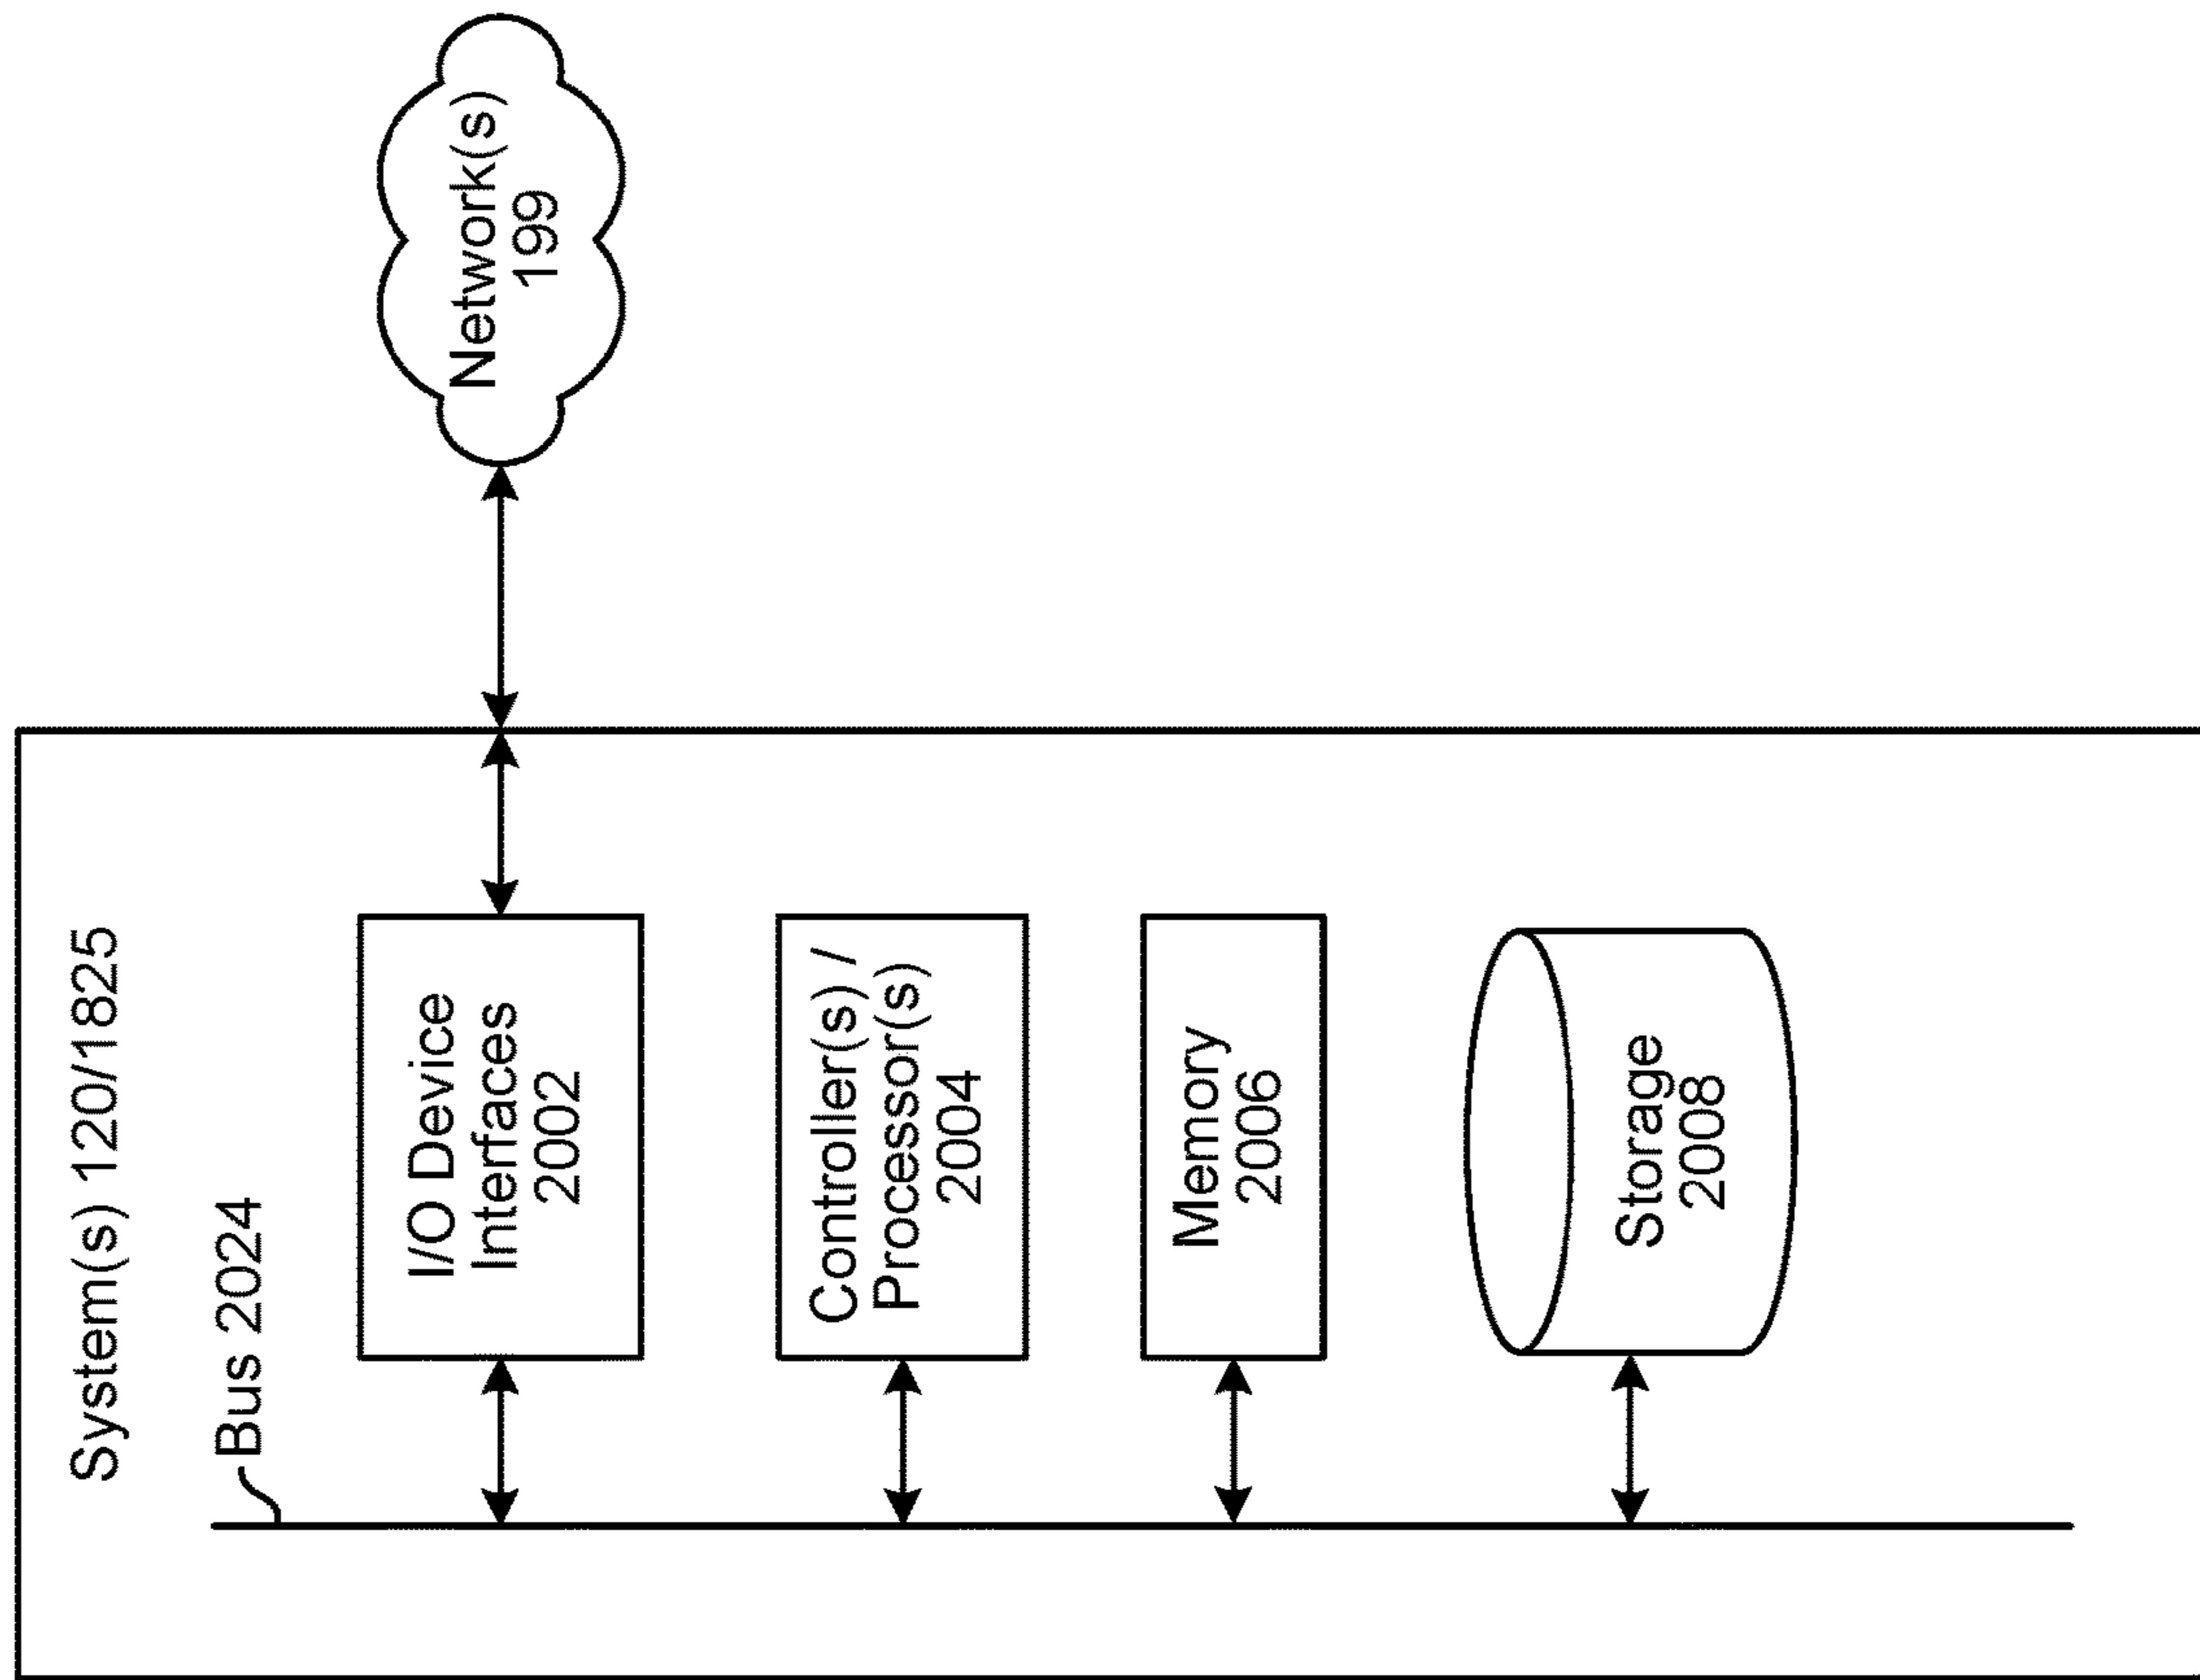 System(s) 120/1825
Bus 2024
I/O Device
Interfaces
2002
Network(s)
199
Controller(s) /
Processor(s)
2004
Memory
2006
Storage
2008